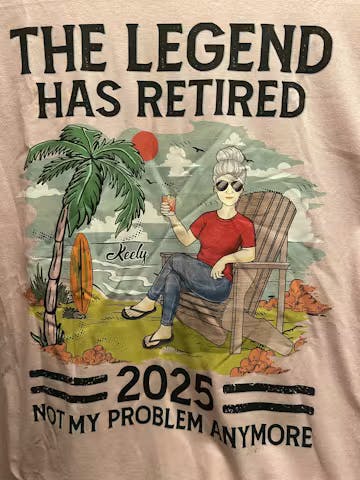 THE LEGEND
HAS RETIRED
Keely
2025
NOT MY PROBLEM ANYMORE